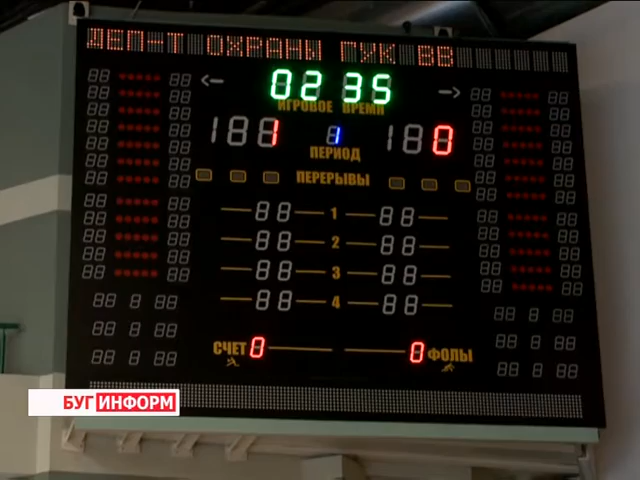 ДЕП-Т ОХРАНЫ ГУК ВВ
← 02 35 →
ИГРОВОЕ ВРЕМЯ
1 1 0
ПЕРИОД
ПЕРЕРЫВЫ
1
2
3
4
СЧЕТ 0 0 ФОЛЫ
БУГ ИНФОРМ